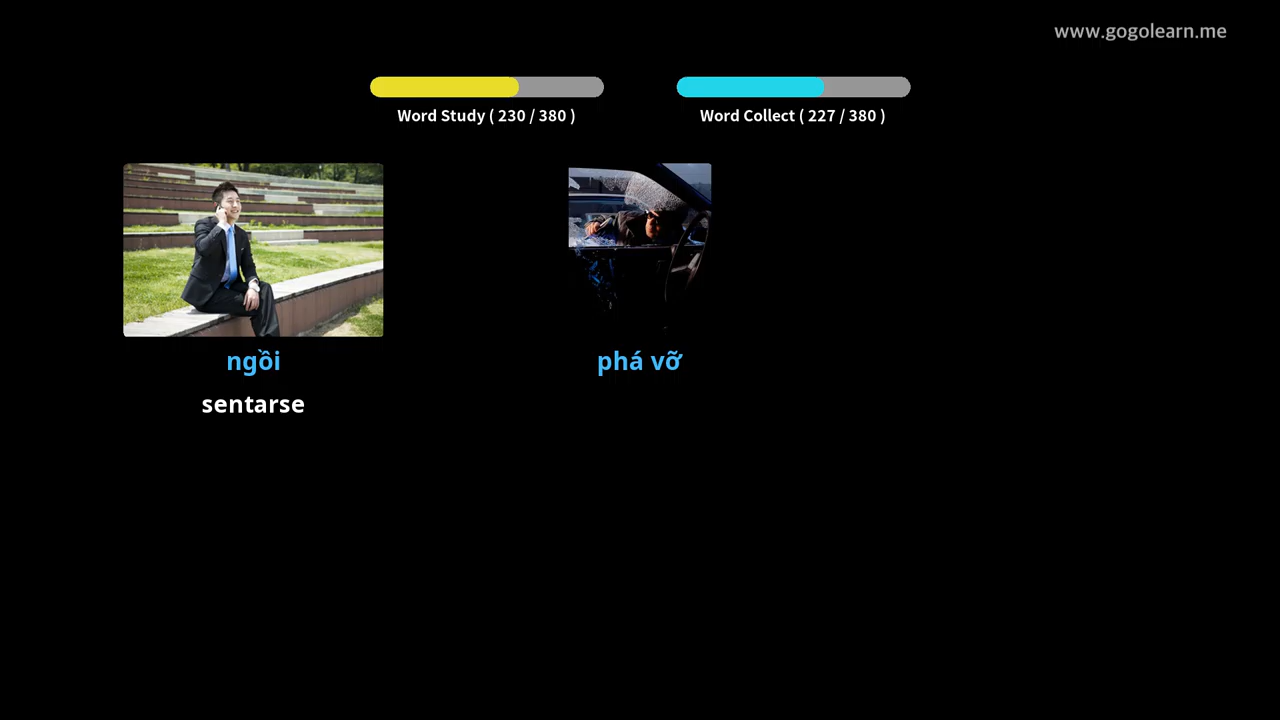 www.gogolearn.me
Word Study ( 230 / 380 )
Word Collect ( 227 / 380 )
ngồi
phá vỡ
sentarse